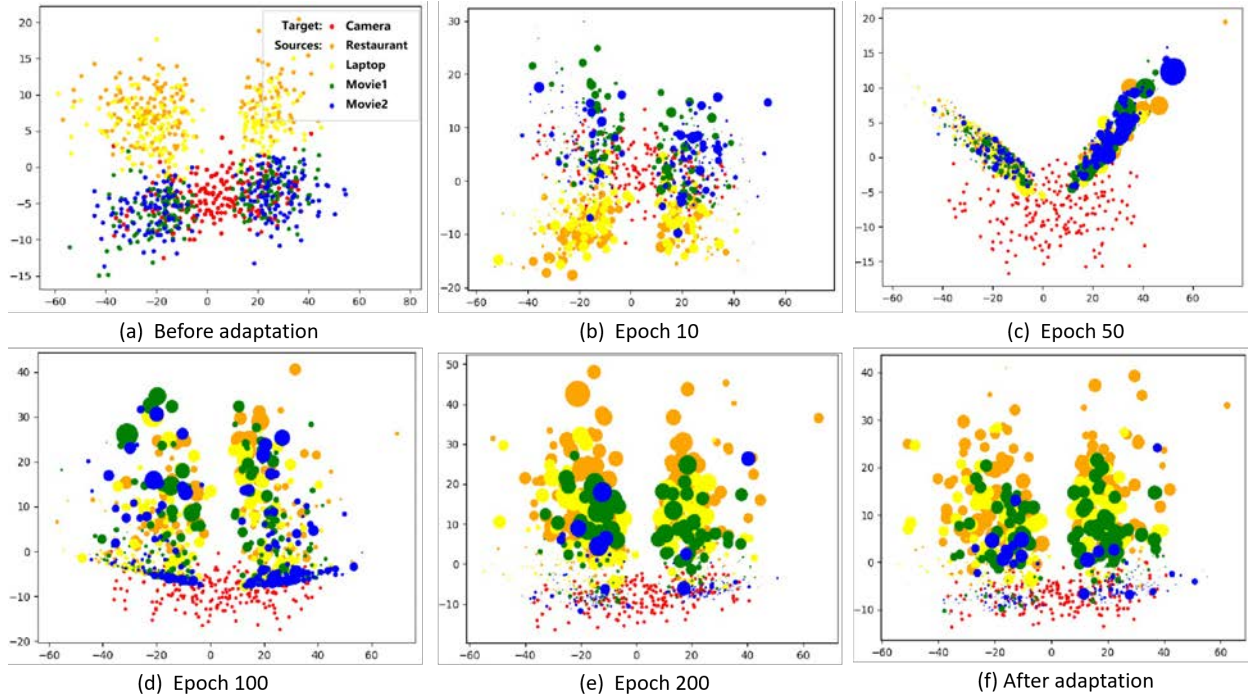 Target: Camera
Sources: Restaurant
Laptop
Movie1
Movie2
15
10
5
0
−5
−10
−15
−60 −40 −20 0 20 40 60 80
(a) Before adaptation
30
20
10
0
−10
−20
−60 −40 −20 0 20 40 60
(b) Epoch 10
20
15
10
5
0
−5
−10
−15
−60 −40 −20 0 20 40 60
(c) Epoch 50
40
30
20
10
0
−10
−20
−60 −40 −20 0 20 40 60
(d) Epoch 100
50
40
30
20
10
0
−10
−60 −40 −20 0 20 40 60
(e) Epoch 200
40
30
20
10
0
−10
−60 −40 −20 0 20 40 60
(f) After adaptation